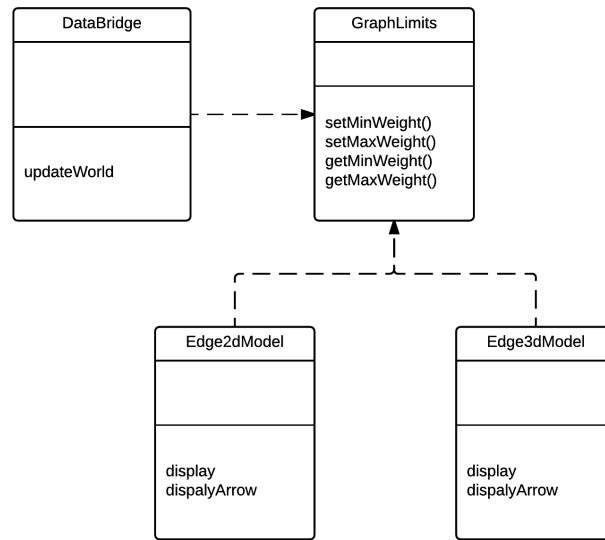 DataBridge
updateWorld
GraphLimits
setMinWeight()
setMaxWeight()
getMinWeight()
getMaxWeight()
Edge2dModel
display
dispalyArrow
Edge3dModel
display
dispalyArrow